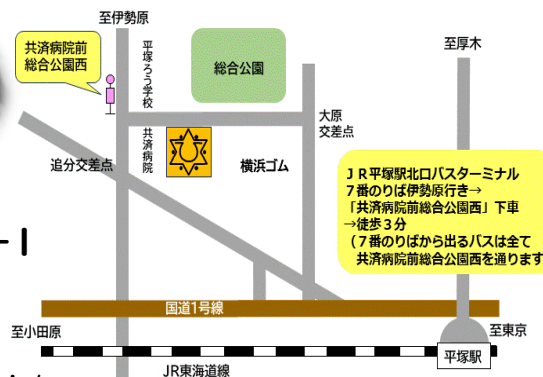 至伊勢原
共済病院前
総合公園西
平塚ろう学校
総合公園
至厚木
大原
交差点
共済病院
追分交差点
横浜ゴム
JR平塚駅北口バスターミナル
7番のりば伊勢原行き→
「共済病院前総合公園西」下車
→徒歩3分
(7番のりばから出るバスは全て
共済病院前総合公園西を通ります
国道1号線
至小田原
至東京
平塚駅
JR東海道線